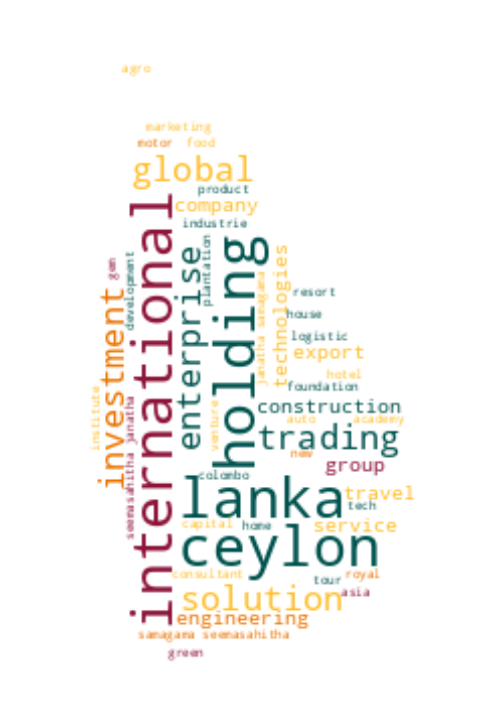 agro
marketing
motor food
global
product
company
industrie
international
holding
enterprise
plantation
gem
development
technologies
janatha samagama
resort
house
investment
logistic
export
hotel
foundation
institute
seemasahitha janatha
venture
construction
auto academy
trading
new
group
colombo
lanka
travel
tech
capital home service
ceylon
consultant
tour royal
asia
solution
engineering
samagama seemasahitha
green